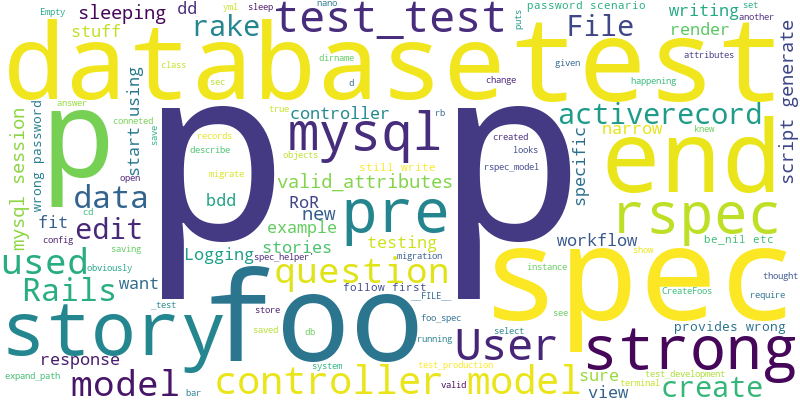 Empty
stuff
sleeping
yml
sleep
nano
dd
rake
test_test
puts
password scenario
File
writing
render
set
another
database
test
class
sec
dirname
d
change
given
attributes
happening
script generate
answer
conneted
save
start using
true
records
describe
migrate
objects
controller
mysql
rb
created
looks
rspec_model
activerecord
narrow
knew
p
p
p
end
specific
mysql session
wrong password
open
data
bdd
still write
valid_attributes
RoR
new
pre
rspec
cd
fit
edit
example
stories
testing
workflow
be_nil etc
config
saving
Logging
spec_helper
migration
used
obviously
want
question
instance
show
thought
Rails
__FILE__
follow first
spec
see
CreateFoos
require
_test
store
foo_spec
story
foo
saved
db
running
User
select
strong
provides wrong
response
system
test_production
expand_path
model
bar
controller model
valid
sure
view
test_development
terminal
create